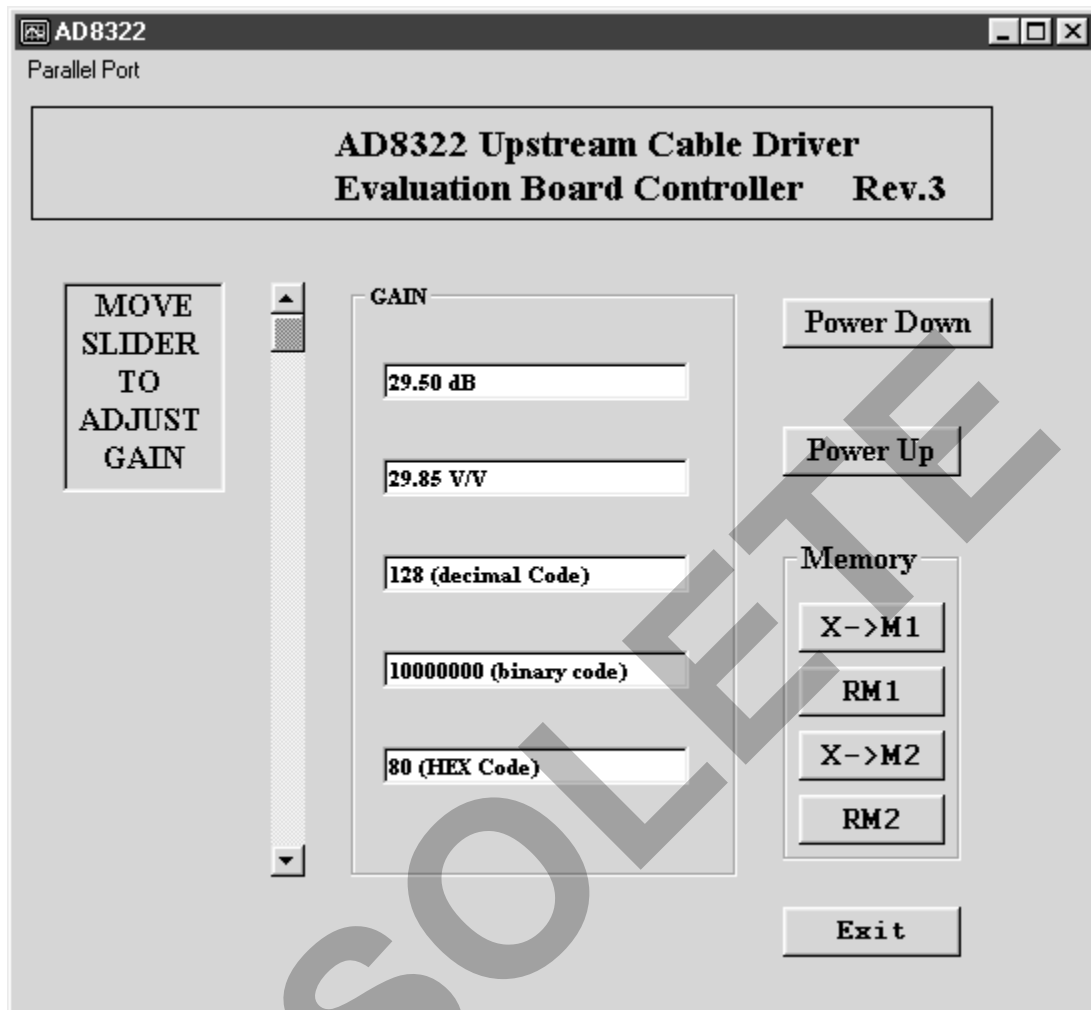 AD8322
Parallel Port
AD8322 Upstream Cable Driver
Evaluation Board Controller Rev.3
MOVE
SLIDER
TO
ADJUST
GAIN
GAIN
29.50 dB
29.85 V/V
128 (decimal Code)
10000000 (binary code)
80 (HEX Code)
Power Down
Power Up
Memory
X->M1
RM1
X->M2
RM2
Exit
SOLETE